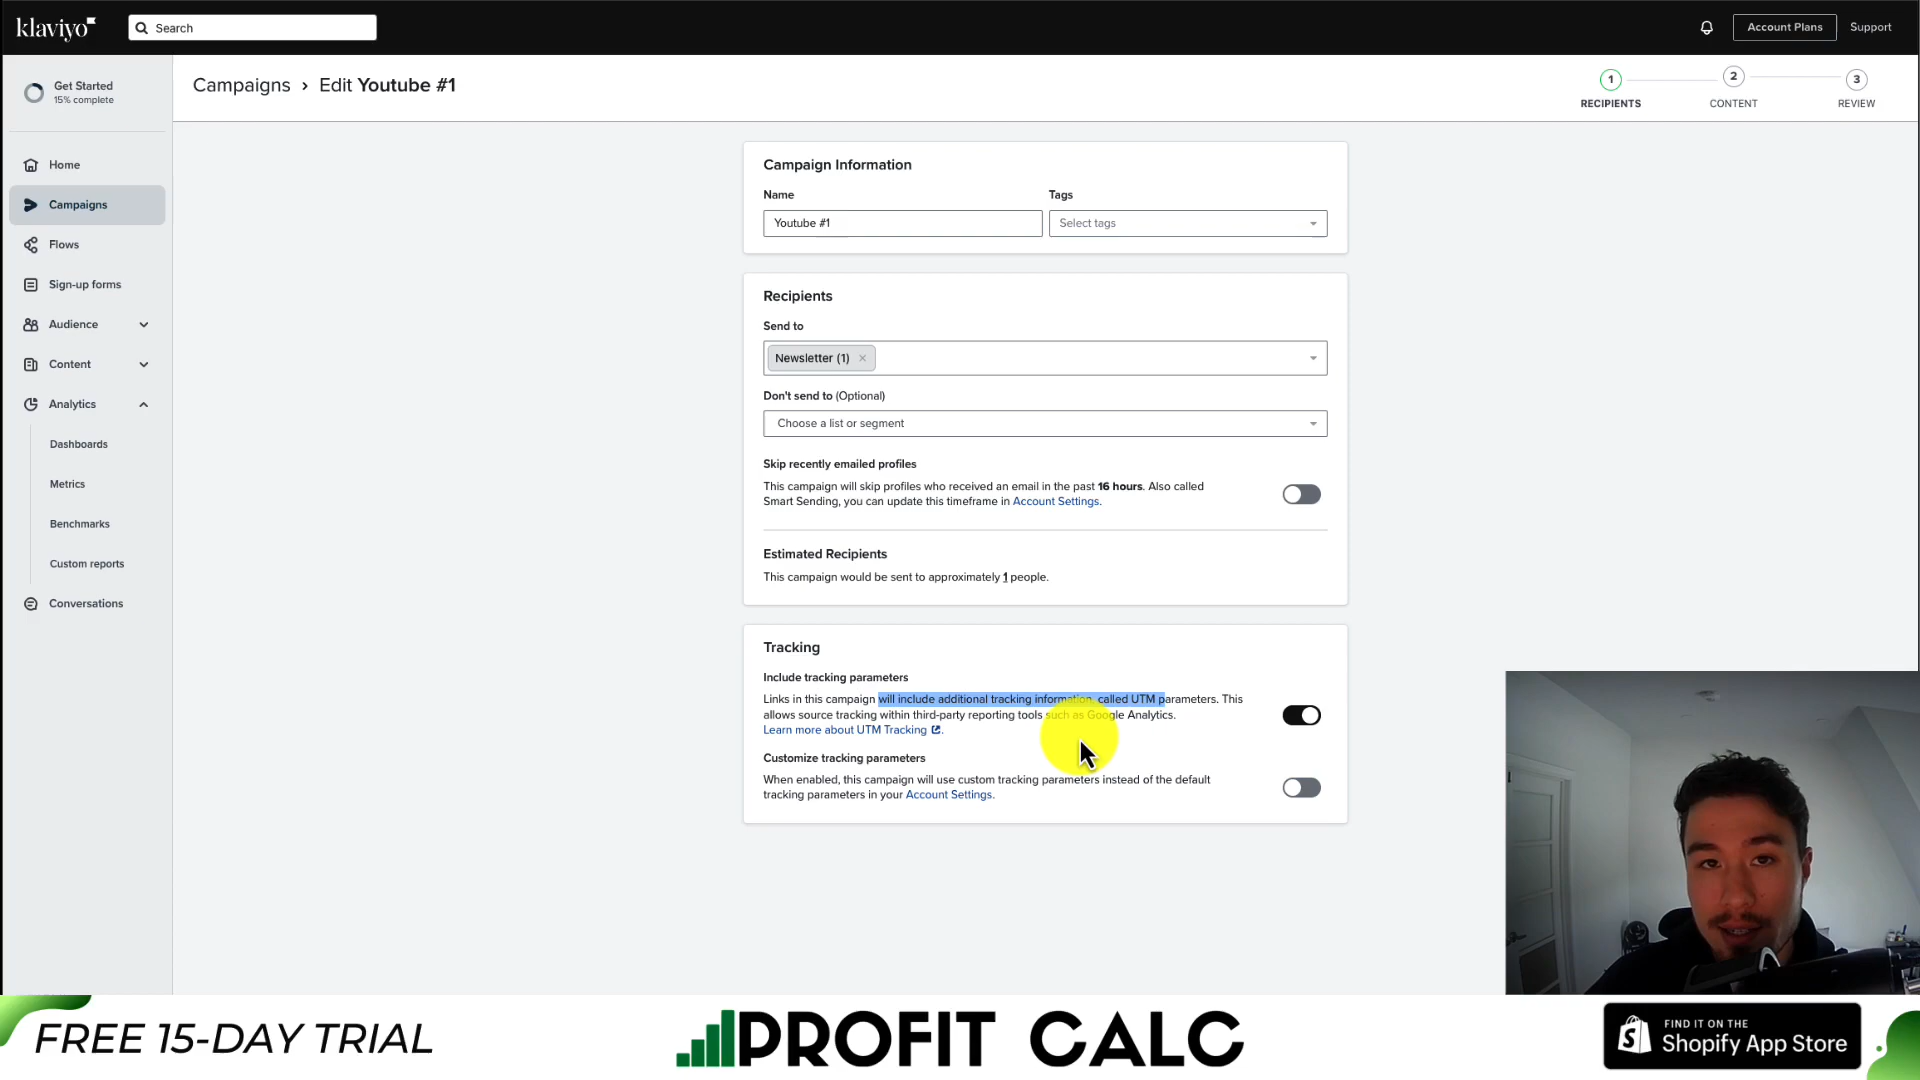 klaviyo
Search
Account Plans
Support
Get Started
15% complete
Campaigns › Edit Youtube #1
1
2
3
RECIPIENTS
CONTENT
REVIEW
Home
Campaigns
Flows
Sign-up forms
Audience
Content
Analytics
Dashboards
Metrics
Benchmarks
Custom reports
Conversations
Campaign Information
Name
Tags
Youtube #1
Select tags
Recipients
Send to
Newsletter (1) ×
Don't send to (Optional)
Choose a list or segment
Skip recently emailed profiles
This campaign will skip profiles who received an email in the past 16 hours. Also called
Smart Sending, you can update this timeframe in Account Settings.
Estimated Recipients
This campaign would be sent to approximately 1 people.
Tracking
Include tracking parameters
Links in this campaign will include additional tracking information, called UTM parameters. This
allows source tracking within third-party reporting tools such as Google Analytics.
Learn more about UTM Tracking.
Customize tracking parameters
When enabled, this campaign will use custom tracking parameters instead of the default
tracking parameters in your Account Settings.
FREE 15-DAY TRIAL
PROFIT CALC
FIND IT ON THE
Shopify App Store